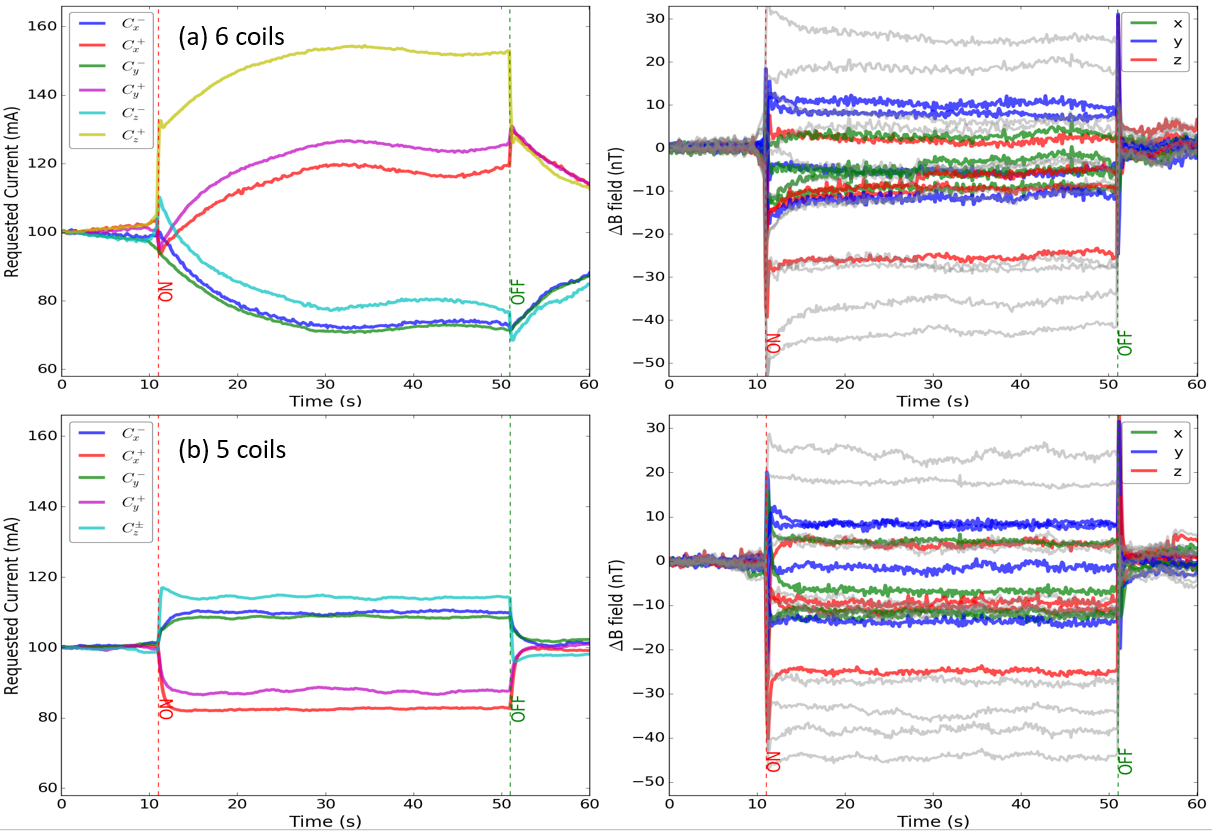 (a) 6 coils
Requested Current (mA)
160
140
120
100
80
60
C_x^-
C_x^+
C_y^-
C_y^+
C_z^-
C_z^+
ON
OFF
0 10 20 30 40 50 60
Time (s)
ΔB field (nT)
30
20
10
0
−10
−20
−30
−40
−50
x
y
z
ON
OFF
0 10 20 30 40 50 60
Time (s)
(b) 5 coils
Requested Current (mA)
160
140
120
100
80
60
C_x^-
C_x^+
C_y^-
C_y^+
C_z^±
ON
OFF
0 10 20 30 40 50 60
Time (s)
ΔB field (nT)
30
20
10
0
−10
−20
−30
−40
−50
x
y
z
ON
OFF
0 10 20 30 40 50 60
Time (s)